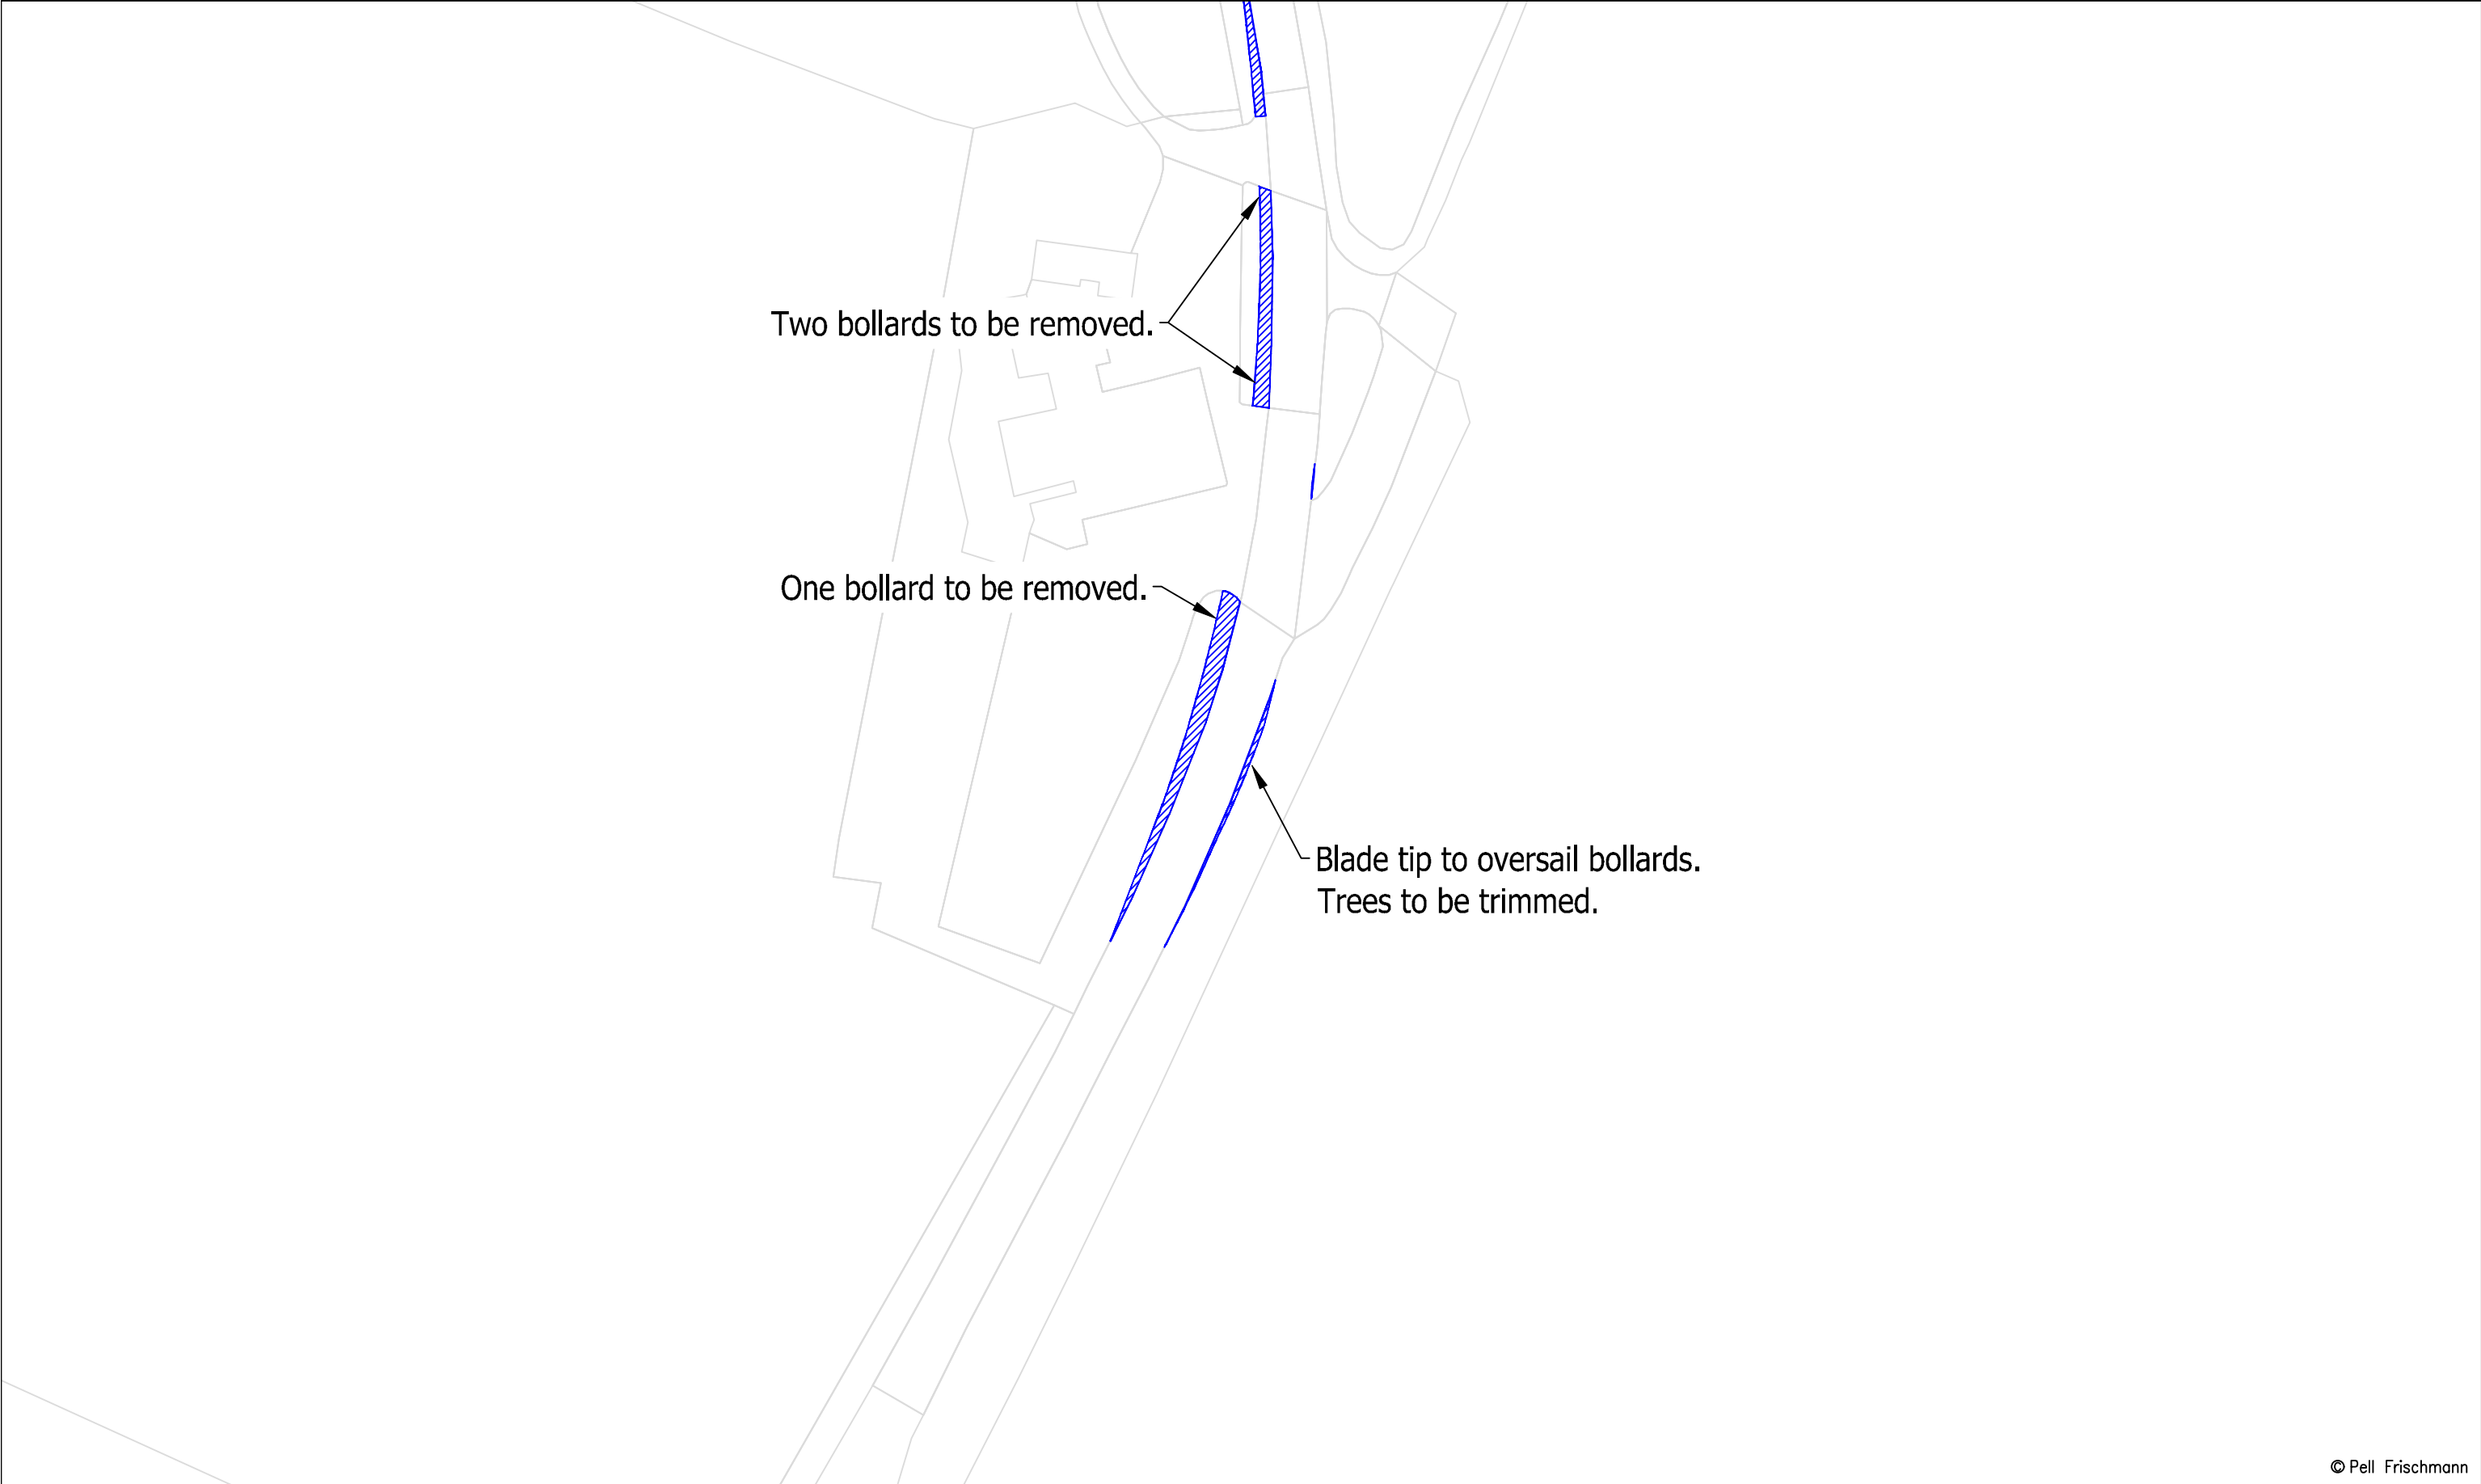 Two bollards to be removed.
One bollard to be removed.
Blade tip to oversail bollards.
Trees to be trimmed.
© Pell Frischmann